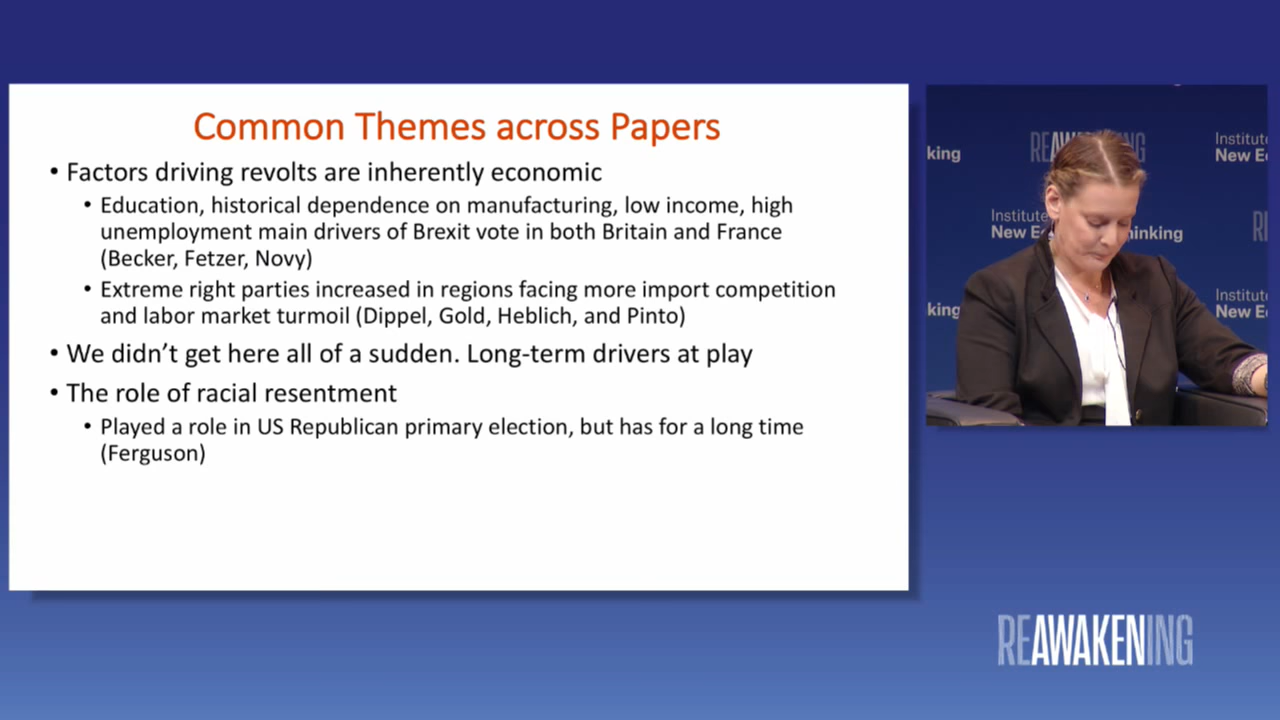 Common Themes across Papers
• Factors driving revolts are inherently economic
• Education, historical dependence on manufacturing, low income, high
unemployment main drivers of Brexit vote in both Britain and France
(Becker, Fetzer, Novy)
• Extreme right parties increased in regions facing more import competition
and labor market turmoil (Dippel, Gold, Heblich, and Pinto)
• We didn’t get here all of a sudden. Long-term drivers at play
• The role of racial resentment
• Played a role in US Republican primary election, but has for a long time
(Ferguson)
king
Institute
New E
Institute
New Ec
hinking
king
Institute
New E
REAWAKENING